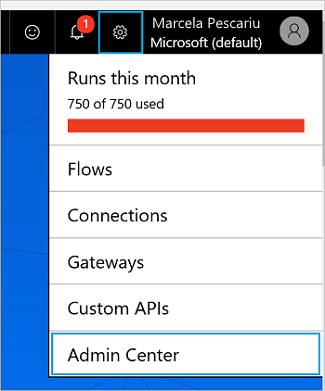 1
Marcela Pescariu
Microsoft (default)
Runs this month
750 of 750 used
Flows
Connections
Gateways
Custom APIs
Admin Center